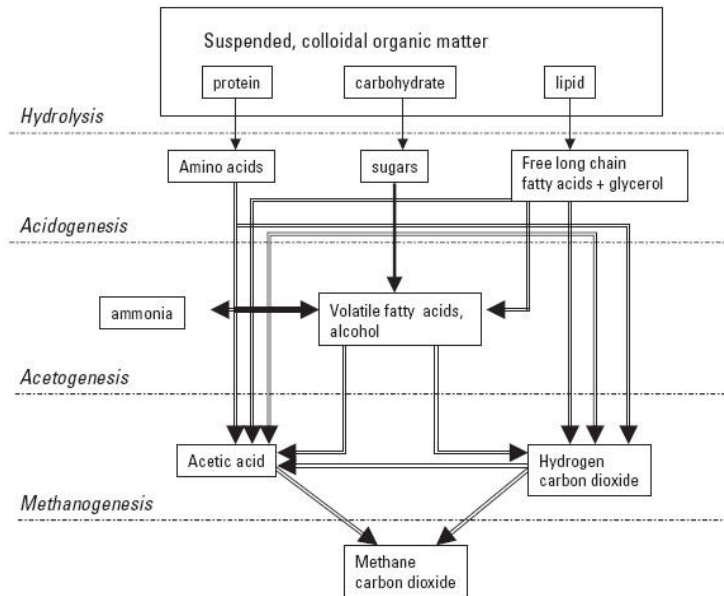 Suspended, colloidal organic matter
protein
carbohydrate
lipid
Hydrolysis
Amino acids
sugars
Free long chain
fatty acids + glycerol
Acidogenesis
ammonia
Volatile fatty acids,
alcohol
Acetogenesis
Acetic acid
Hydrogen
carbon dioxide
Methanogenesis
Methane
carbon dioxide